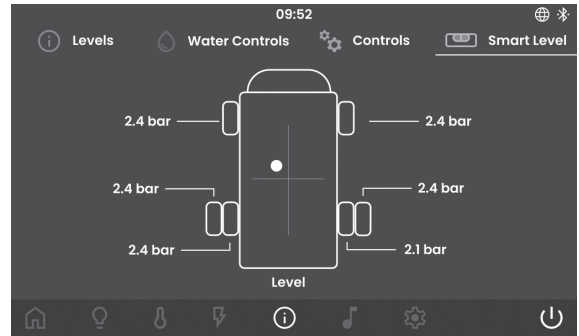 09:52
Levels Water Controls Controls Smart Level
2.4 bar 2.4 bar
2.4 bar 2.4 bar
2.4 bar 2.1 bar
Level